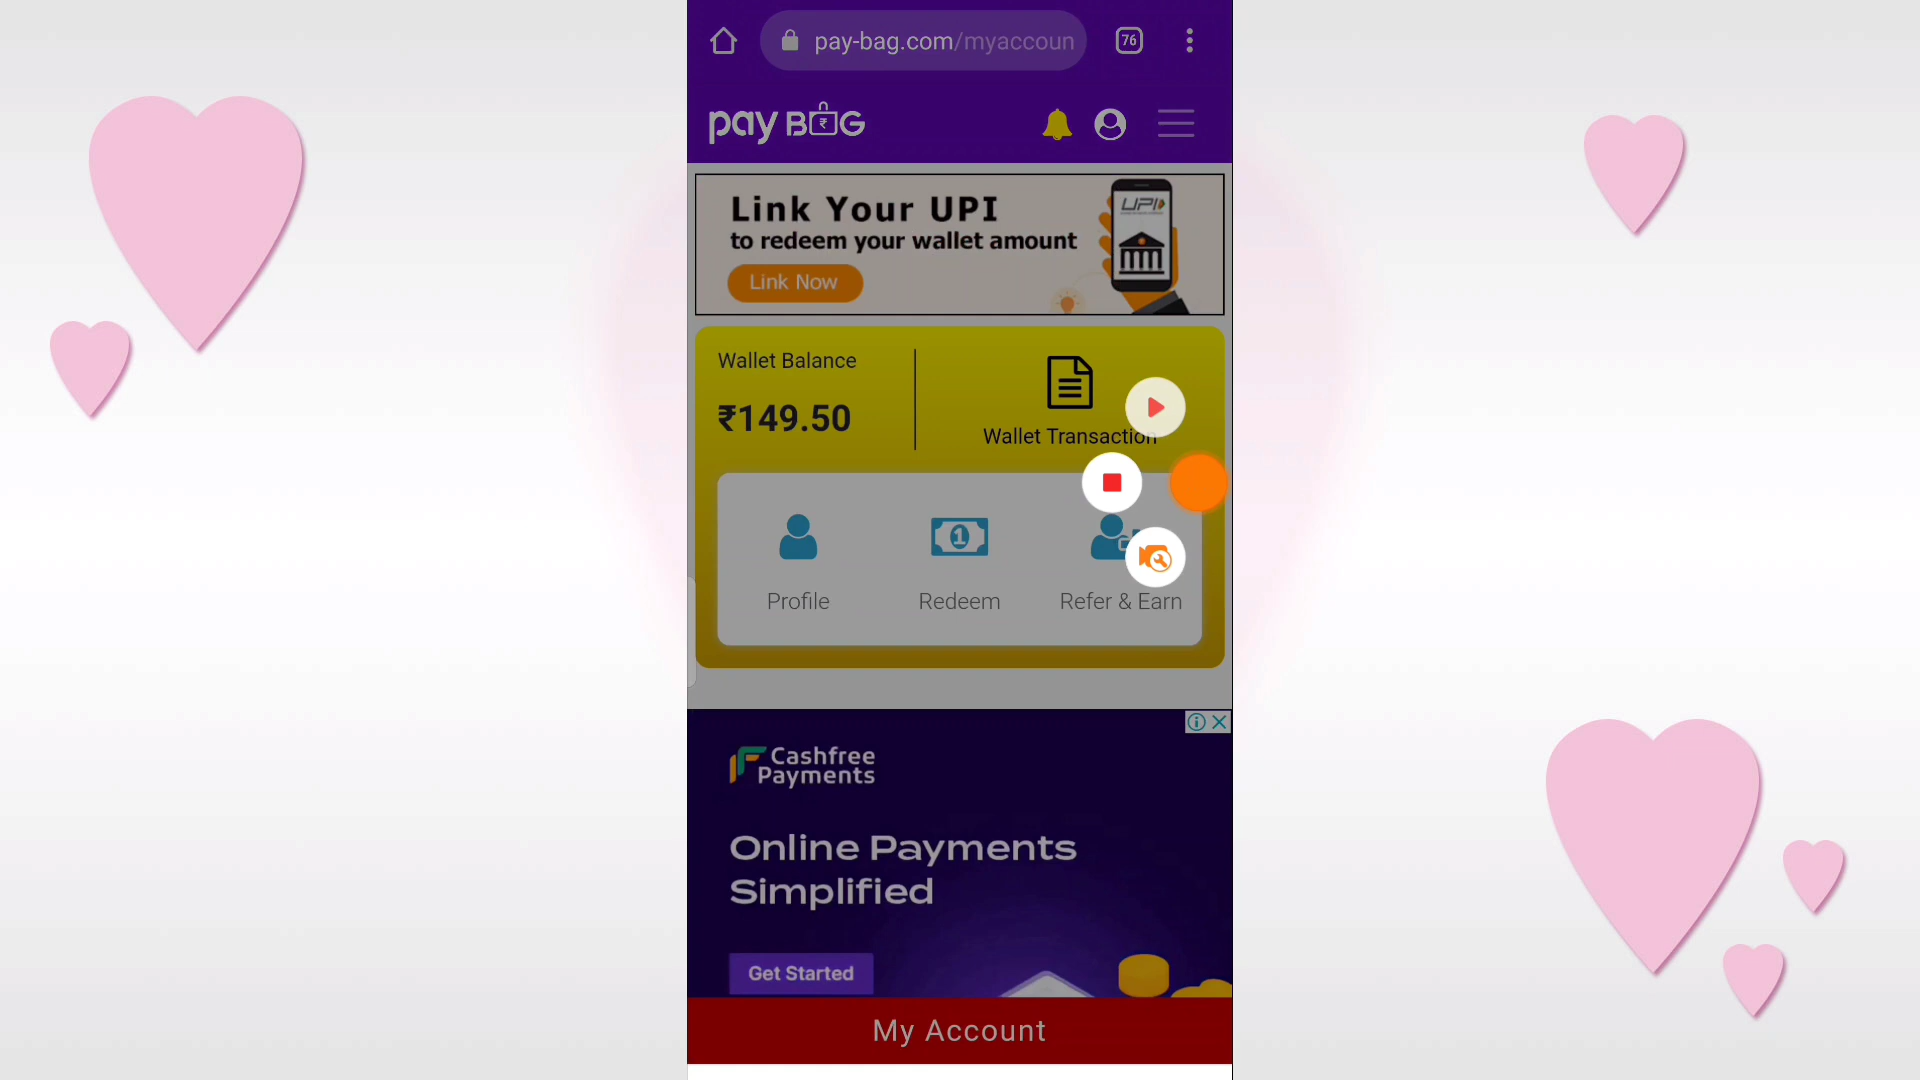 pay-bag.com/myaccoun
76
pay BAG
Link Your UPI
to redeem your wallet amount
Link Now
UPI
Wallet Balance
₹149.50
Wallet Transaction
Profile
Redeem
Refer & Earn
Cashfree
Payments
Online Payments
Simplified
Get Started
My Account